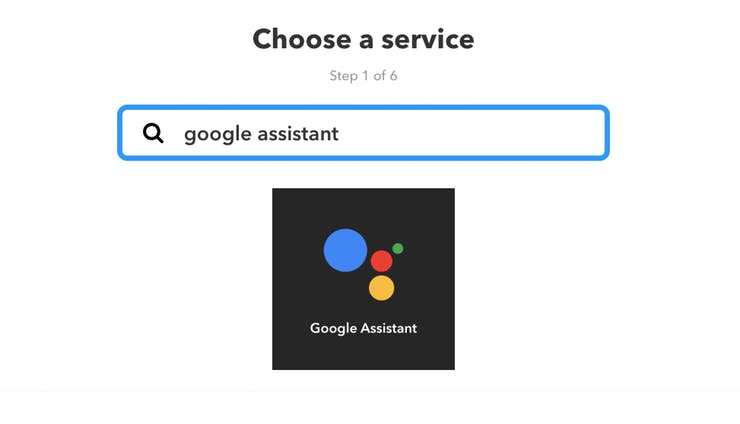 Choose a service
Step 1 of 6
google assistant
Google Assistant